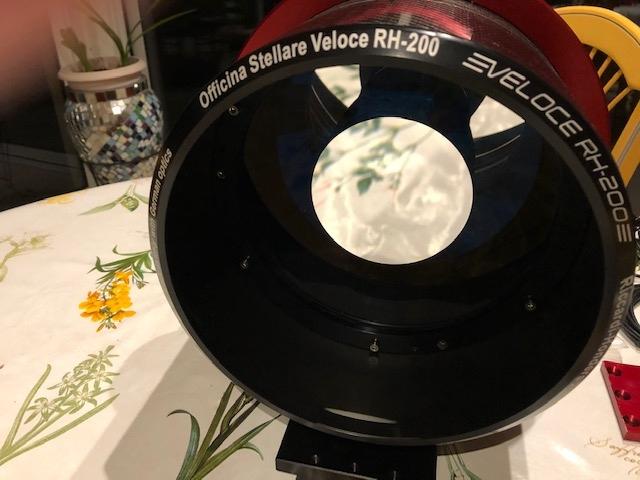 Officina Stellare Veloce RH-200
VELOCE RH-200
German optics